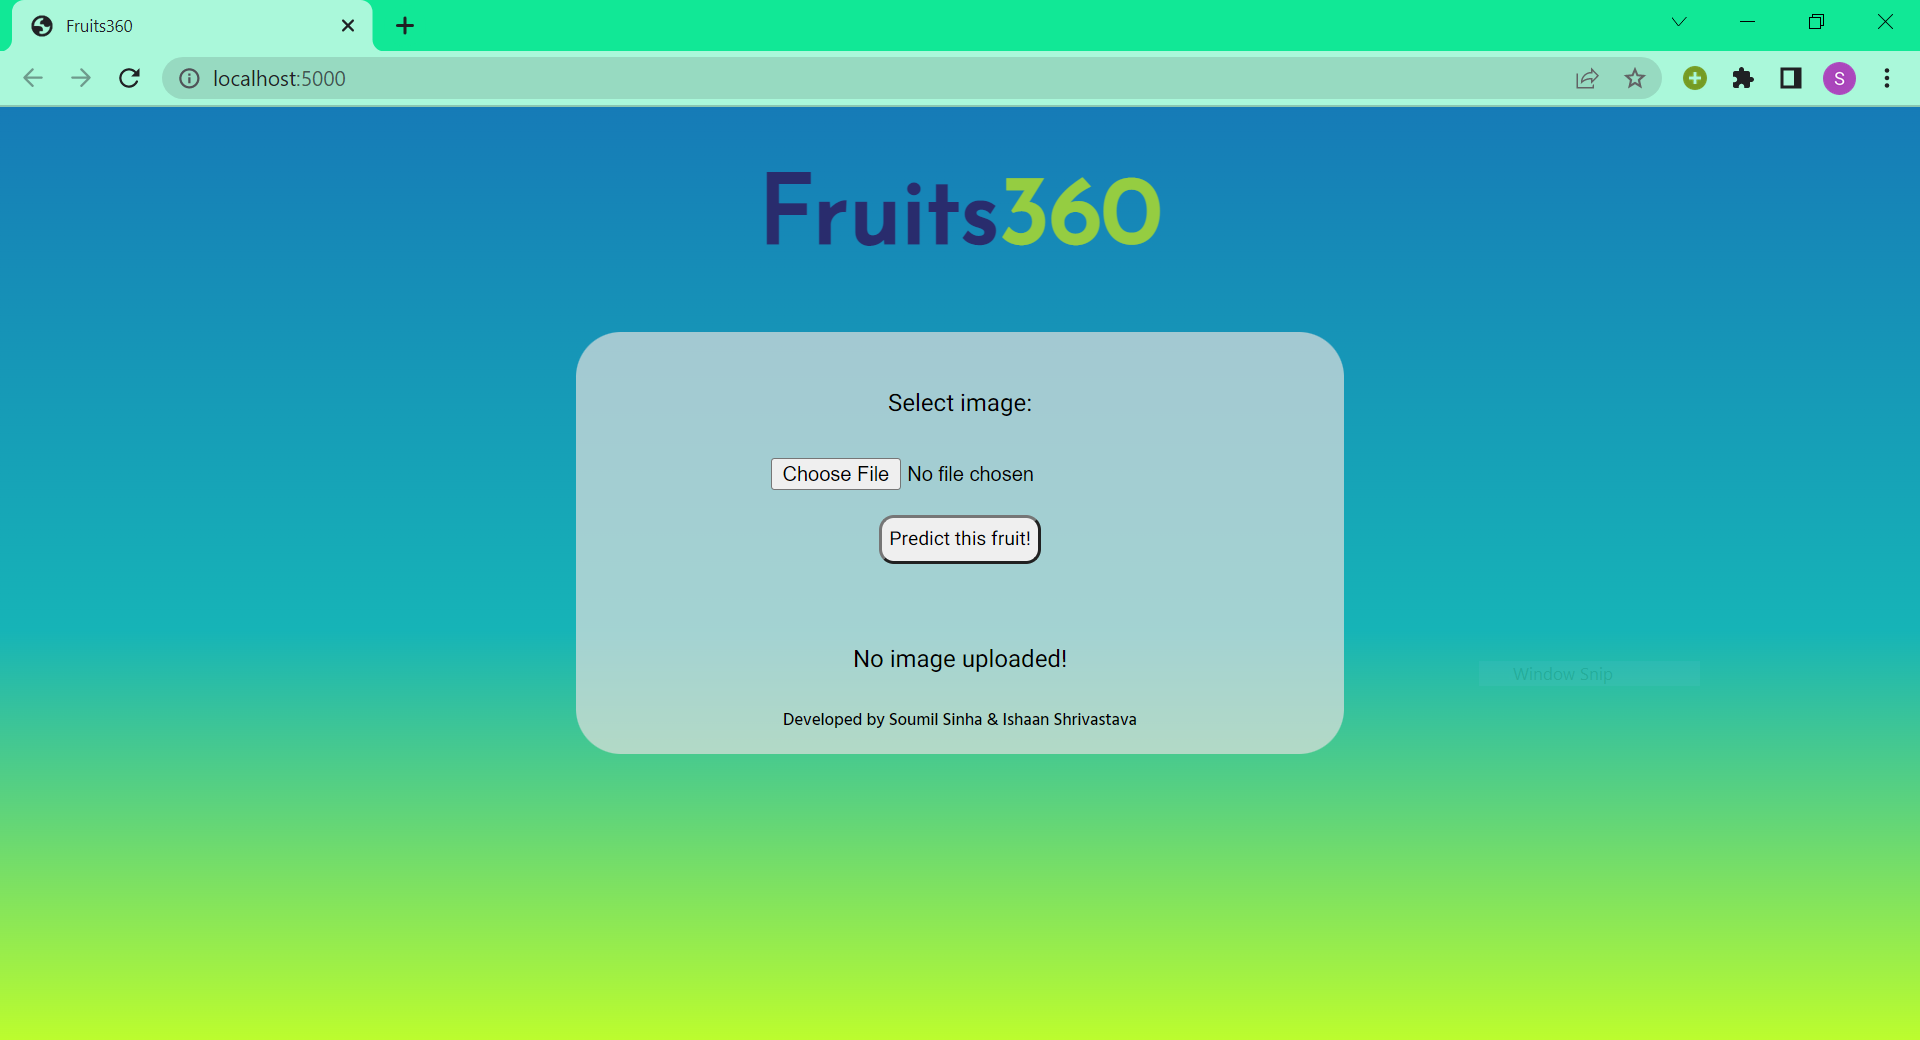 Fruits360
localhost:5000
S
Fruits360
Select image:
Choose File No file chosen
Predict this fruit!
No image uploaded!
Window Snip
Developed by Soumil Sinha & Ishaan Shrivastava